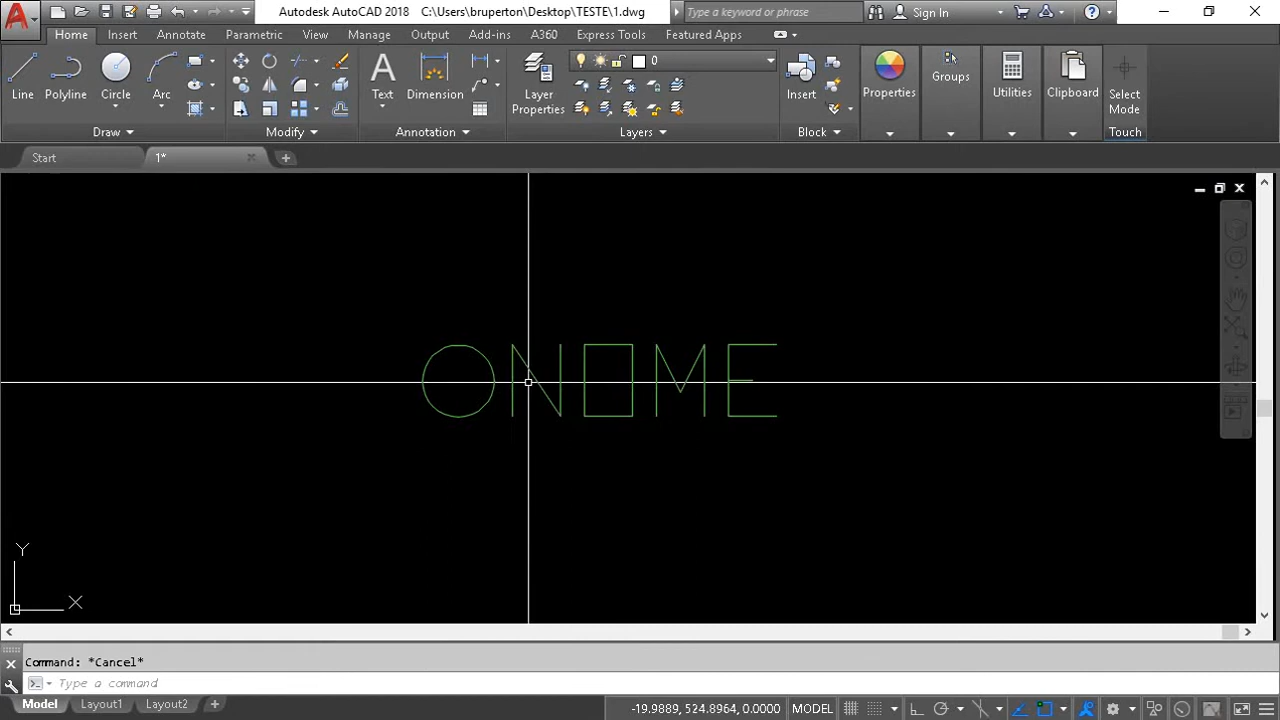 Autodesk AutoCAD 2018 C:\Users\bruperton\Desktop\TESTE\1.dwg
Type a keyword or phrase
Sign In
Home Insert Annotate Parametric View Manage Output Add-ins A360 Express Tools Featured Apps
0
Line Polyline Circle Arc
Text Dimension
Layer Properties
Insert
Properties
Groups
Utilities
Clipboard
Select Mode
Draw Modify Annotation Layers Block Touch
Start 1*
ONOME
Y
X
Command: *Cancel*
Type a command
Model Layout1 Layout2
-19.9889, 524.8964, 0.0000 MODEL